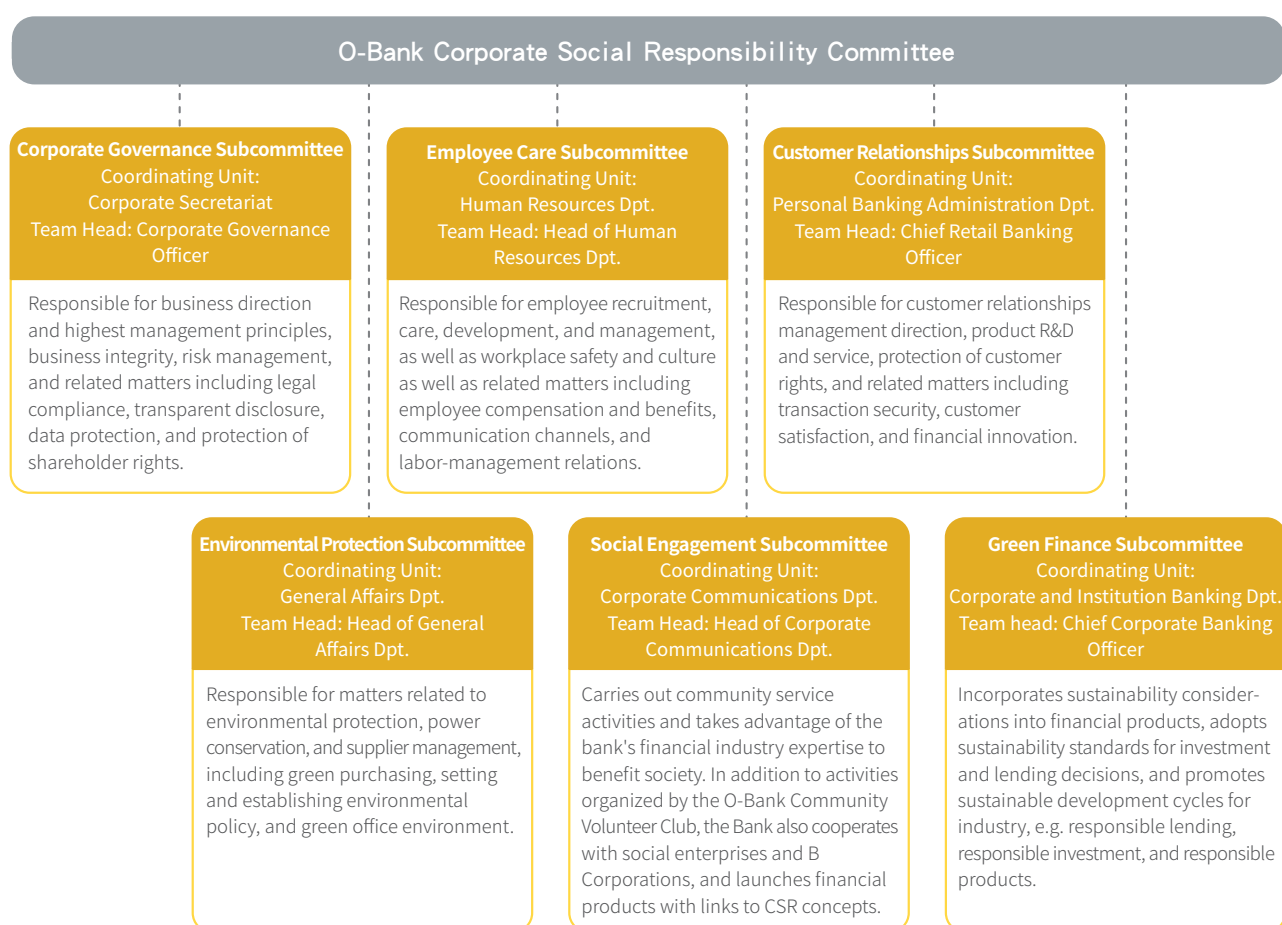 O-Bank Corporate Social Responsibility Committee
Corporate Governance Subcommittee
Coordinating Unit:
Corporate Secretariat
Team Head: Corporate Governance
Officer
Responsible for business direction
and highest management principles,
business integrity, risk management,
and related matters including legal
compliance, transparent disclosure,
data protection, and protection of
shareholder rights.
Employee Care Subcommittee
Coordinating Unit:
Human Resources Dpt.
Team Head: Head of Human
Resources Dpt.
Responsible for employee recruitment,
care, development, and management,
as well as workplace safety and culture
as well as related matters including
employee compensation and benefits,
communication channels, and
labor-management relations.
Customer Relationships Subcommittee
Coordinating Unit:
Personal Banking Administration Dpt.
Team Head: Chief Retail Banking
Officer
Responsible for customer relationships
management direction, product R&D
and service, protection of customer
rights, and related matters including
transaction security, customer
satisfaction, and financial innovation.
Environmental Protection Subcommittee
Coordinating Unit:
General Affairs Dpt.
Team Head: Head of General
Affairs Dpt.
Responsible for matters related to
environmental protection, power
conservation, and supplier management,
including green purchasing, setting
and establishing environmental
policy, and green office environment.
Social Engagement Subcommittee
Coordinating Unit:
Corporate Communications Dpt.
Team Head: Head of Corporate
Communications Dpt.
Carries out community service
activities and takes advantage of the
bank's financial industry expertise to
benefit society. In addition to activities
organized by the O-Bank Community
Volunteer Club, the Bank also cooperates
with social enterprises and B
Corporations, and launches financial
products with links to CSR concepts.
Green Finance Subcommittee
Coordinating Unit:
Corporate and Institution Banking Dpt.
Team head: Chief Corporate Banking
Officer
Incorporates sustainability consider-
ations into financial products, adopts
sustainability standards for investment
and lending decisions, and promotes
sustainable development cycles for
industry, e.g. responsible lending,
responsible investment, and responsible
products.